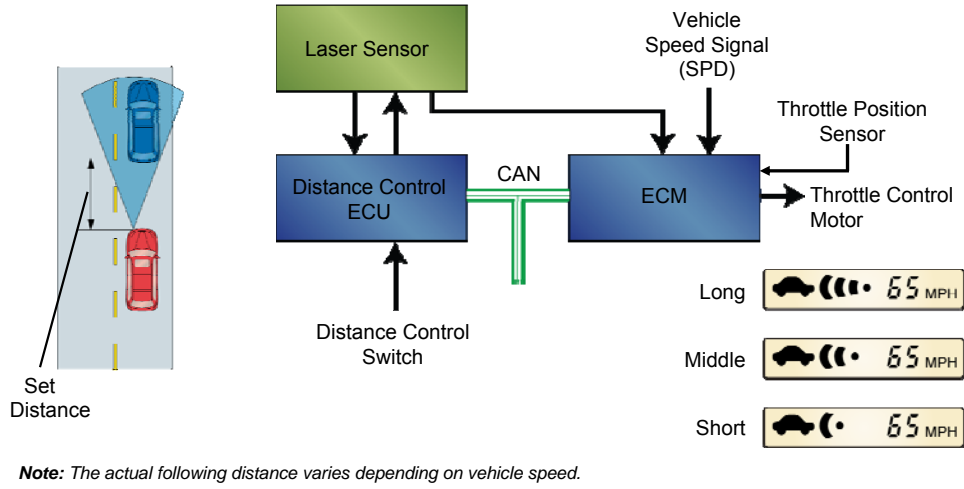 Laser Sensor
Vehicle
Speed Signal
(SPD)
Throttle Position
Sensor
CAN
Distance Control
ECU
ECM
Throttle Control
Motor
Distance Control
Switch
Set
Distance
Long
65 MPH
Middle
65 MPH
Short
65 MPH
Note: The actual following distance varies depending on vehicle speed.